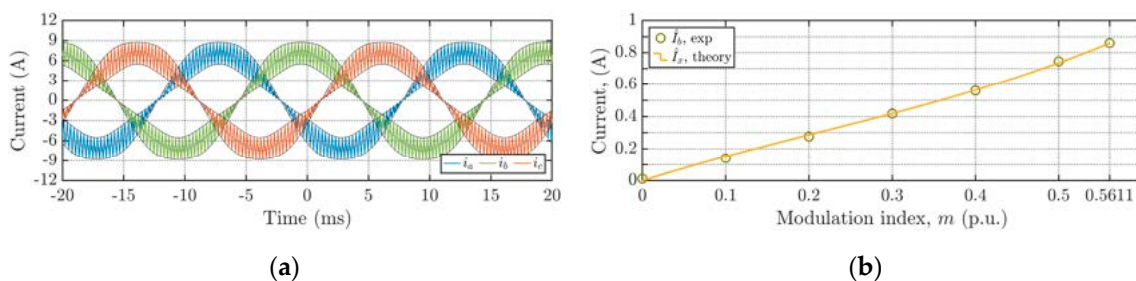 12
9
6
3
0
-3
-6
-9
-12
Current (A)
-20 -15 -10 -5 0 5 10 15 20
Time (ms)
i_a i_b i_c
(a)
1
0.8
0.6
0.4
0.2
0
Current, (A)
Î_b, exp
Î_x, theory
0 0.1 0.2 0.3 0.4 0.5 0.5611
Modulation index, m (p.u.)
(b)